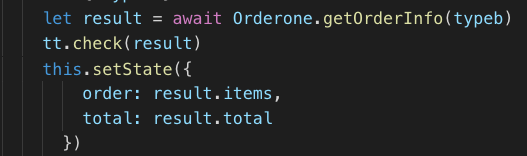 let result = await Orderone.getOrderInfo(typeb)
tt.check(result)
this.setState({
order: result.items,
total: result.total
})